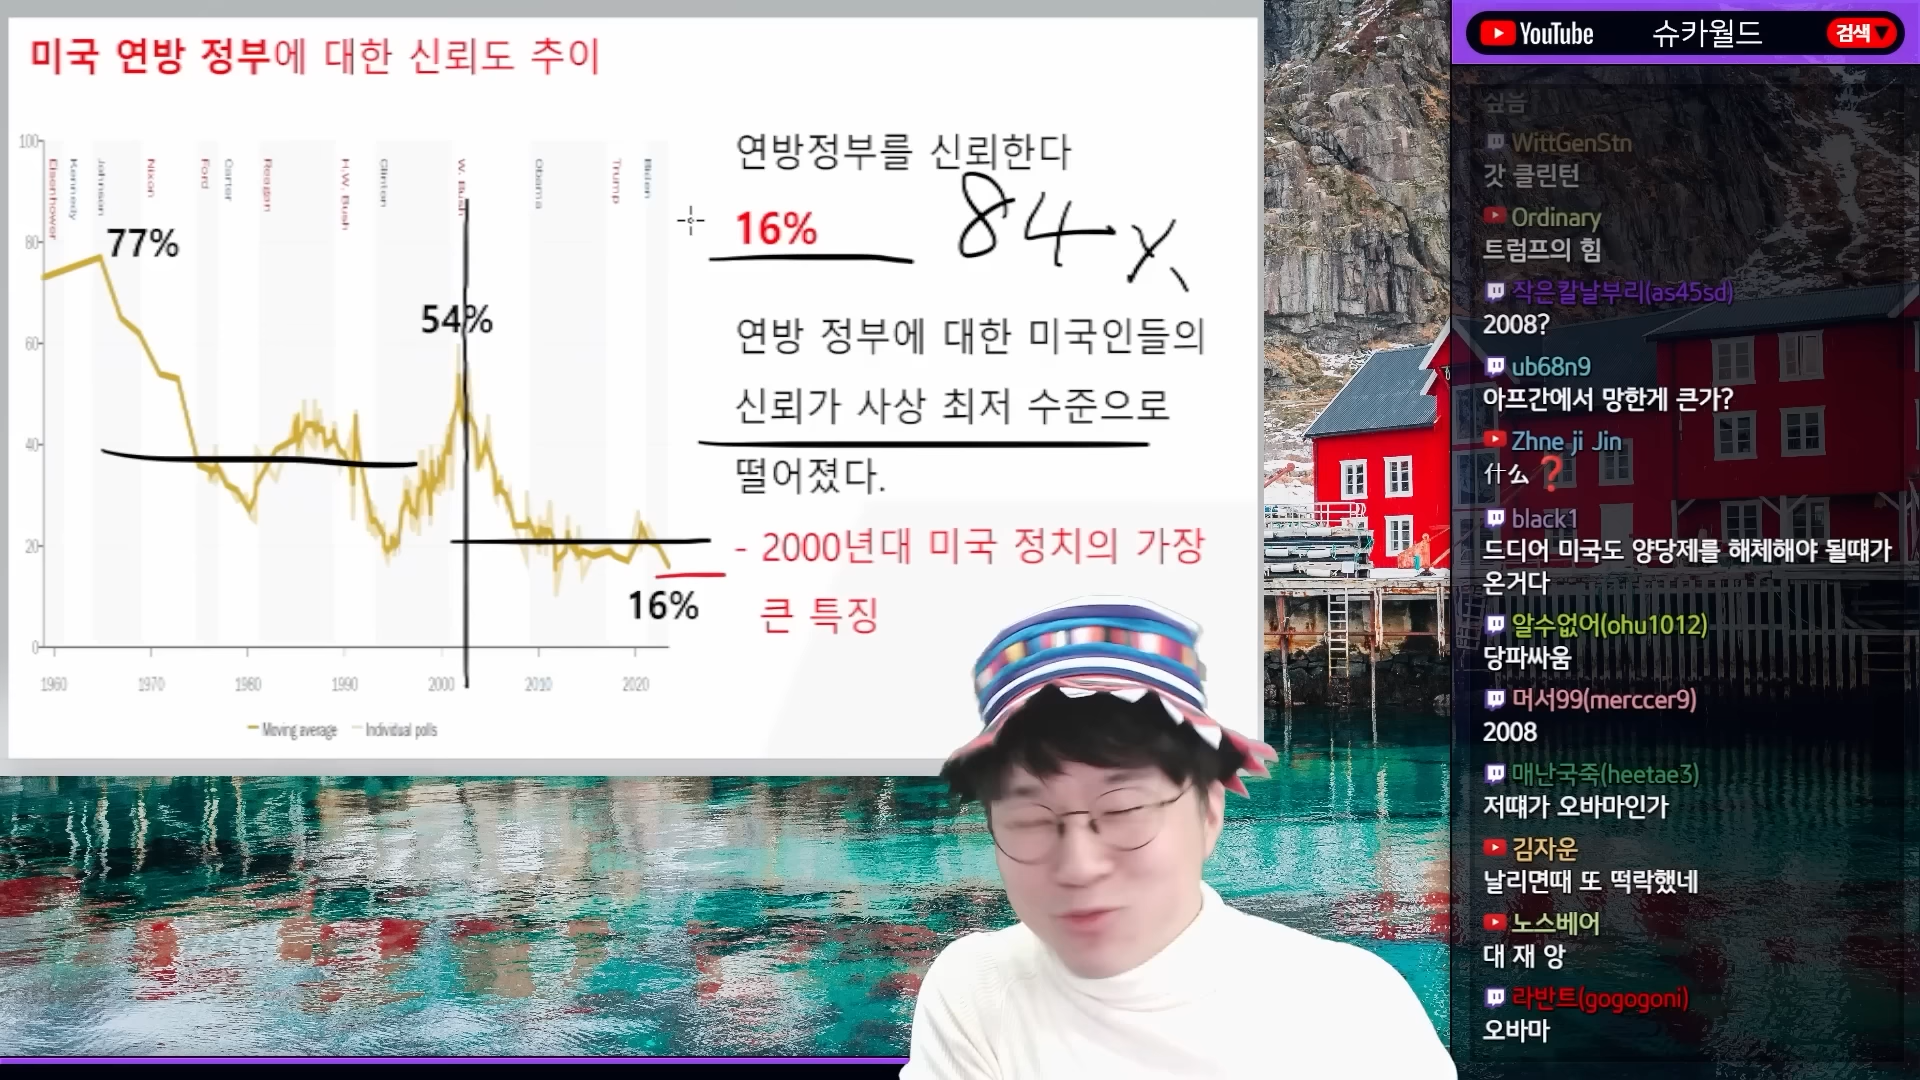 미국 연방 정부에 대한 신뢰도 추이
100
80
60
40
20
0
Eisenhower
Kennedy
Johnson
Nixon
Ford
Carter
Reagan
H.W. Bush
Clinton
W. Bush
Obama
Trump
Biden
77%
54%
16%
1960 1970 1980 1990 2000 2010 2020
Moving average Individual polls
연방정부를 신뢰한다
16%
84%
연방 정부에 대한 미국인들의
신뢰가 사상 최저 수준으로
떨어졌다.
- 2000년대 미국 정치의 가장
큰 특징
YouTube 슈카월드 검색
싶음
WittGenStn
갓 클린턴
Ordinary
트럼프의 힘
작은칼날부리(as45sd)
2008?
ub68n9
아프간에서 망한게 큰가?
Zhne ji Jin
什么❓
black1
드디어 미국도 양당제를 해체해야 될떄가
온거다
알수없어(ohu1012)
당파싸움
머서99(merccer9)
2008
매난국죽(heetae3)
저떄가 오바마인가
김자운
날리면때 또 떡락했네
노스베어
대 재 앙
라반트(gogogoni)
오바마